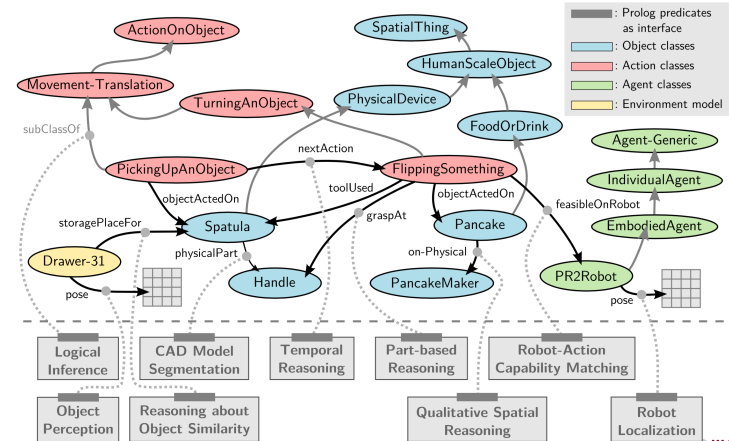 : Prolog predicates
as interface
: Object classes
: Action classes
: Agent classes
: Environment model
ActionOnObject
SpatialThing
HumanScaleObject
Movement-Translation
TurningAnObject
PhysicalDevice
FoodOrDrink
subClassOf
Agent-Generic
nextAction
PickingUpAnObject
FlippingSomething
IndividualAgent
objectActedOn
toolUsed
objectActedOn
graspAt
feasibleOnRobot
storagePlaceFor
Spatula
Pancake
EmbodiedAgent
physicalPart
on-Physical
Drawer-31
Handle
PancakeMaker
PR2Robot
pose
pose
Logical
Inference
CAD Model
Segmentation
Temporal
Reasoning
Part-based
Reasoning
Robot-Action
Capability Matching
Object
Perception
Reasoning about
Object Similarity
Qualitative Spatial
Reasoning
Robot
Localization